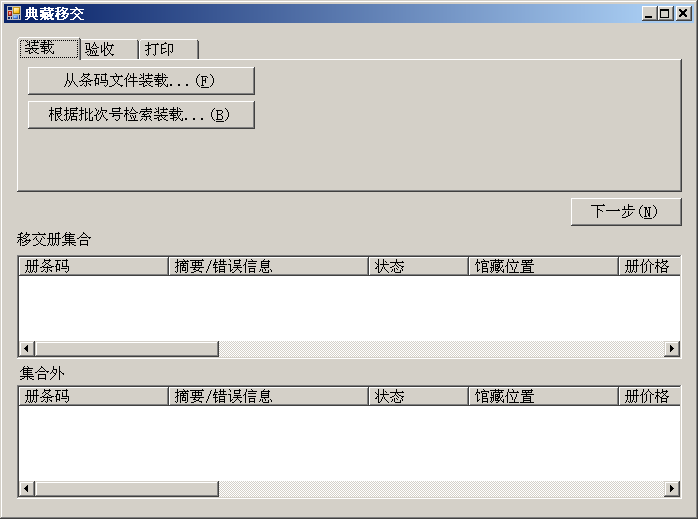 典藏移交
装载 验收 打印
从条码文件装载...(F)
根据批次号检索装载...(B)
下一步(N)
移交册集合
册条码 摘要/错误信息 状态 馆藏位置 册价格
集合外
册条码 摘要/错误信息 状态 馆藏位置 册价格